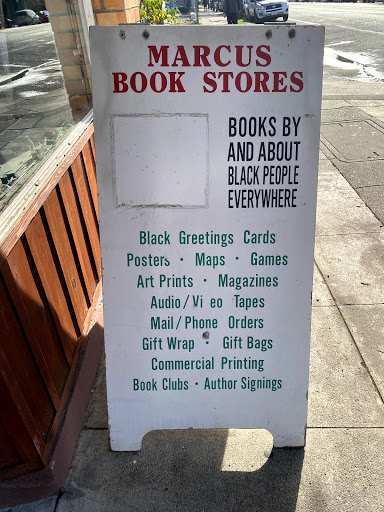 MARCUS
BOOK STORES
BOOKS BY
AND ABOUT
BLACK PEOPLE
EVERYWHERE
Black Greetings Cards
Posters • Maps • Games
Art Prints • Magazines
Audio/Vi eo Tapes
Mail/Phone Orders
Gift Wrap • Gift Bags
Commercial Printing
Book Clubs • Author Signings